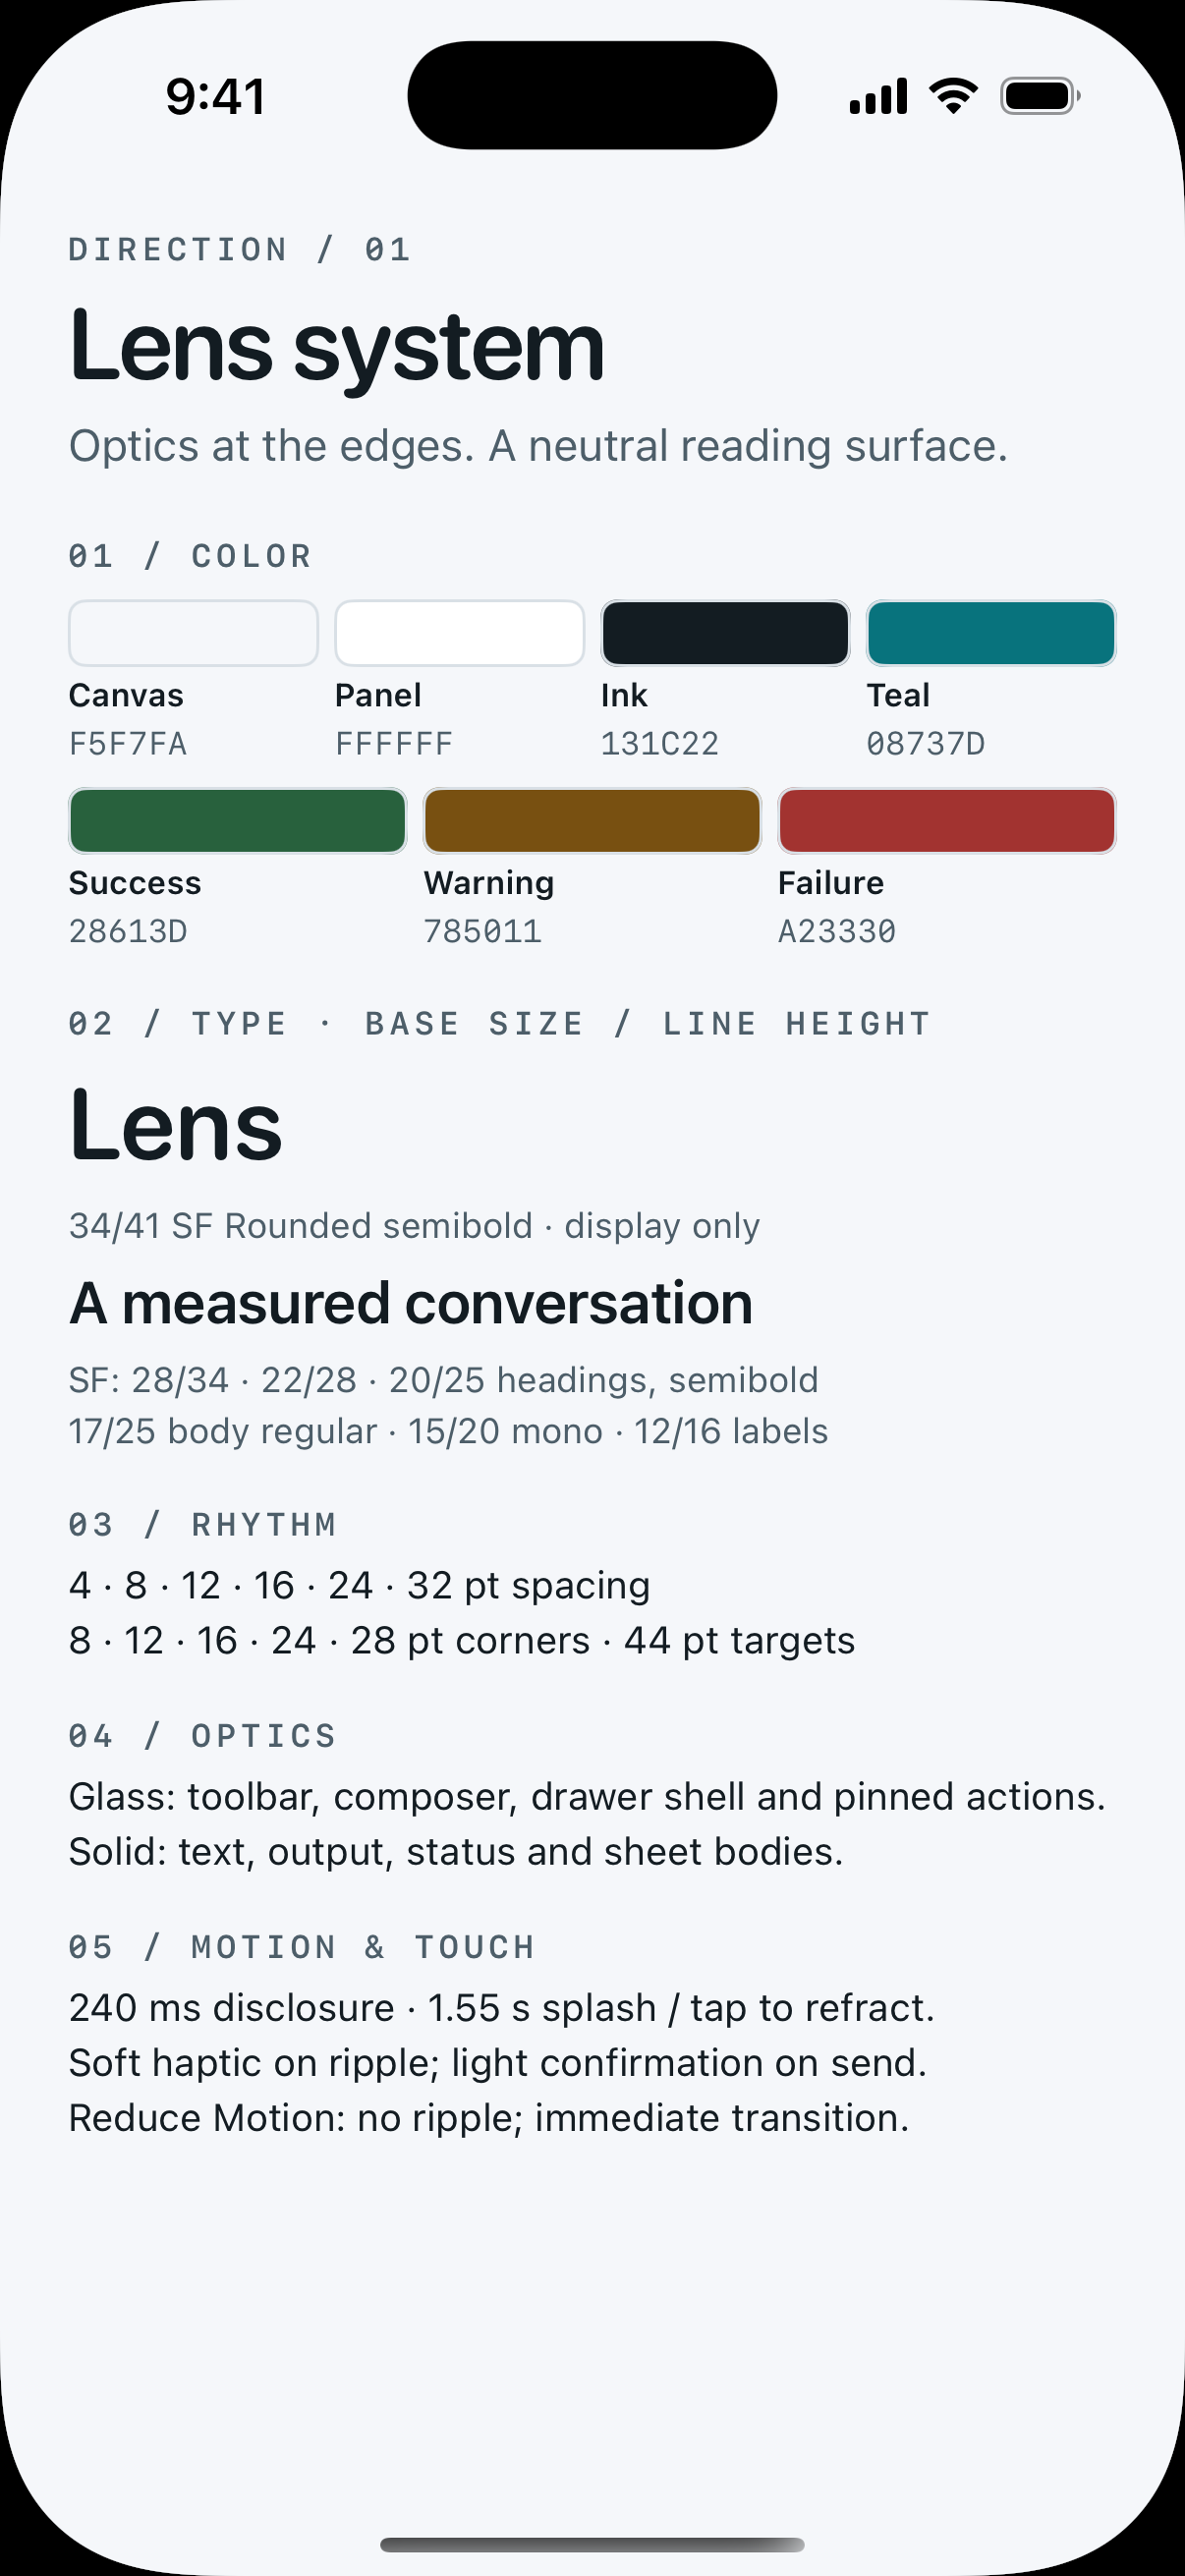 9:41
DIRECTION / 01
Lens system
Optics at the edges. A neutral reading surface.
01 / COLOR
Canvas Panel Ink Teal
F5F7FA FFFFFF 131C22 08737D
Success Warning Failure
28613D 785011 A23330
02 / TYPE · BASE SIZE / LINE HEIGHT
Lens
34/41 SF Rounded semibold · display only
A measured conversation
SF: 28/34 · 22/28 · 20/25 headings, semibold
17/25 body regular · 15/20 mono · 12/16 labels
03 / RHYTHM
4 · 8 · 12 · 16 · 24 · 32 pt spacing
8 · 12 · 16 · 24 · 28 pt corners · 44 pt targets
04 / OPTICS
Glass: toolbar, composer, drawer shell and pinned actions.
Solid: text, output, status and sheet bodies.
05 / MOTION & TOUCH
240 ms disclosure · 1.55 s splash / tap to refract.
Soft haptic on ripple; light confirmation on send.
Reduce Motion: no ripple; immediate transition.